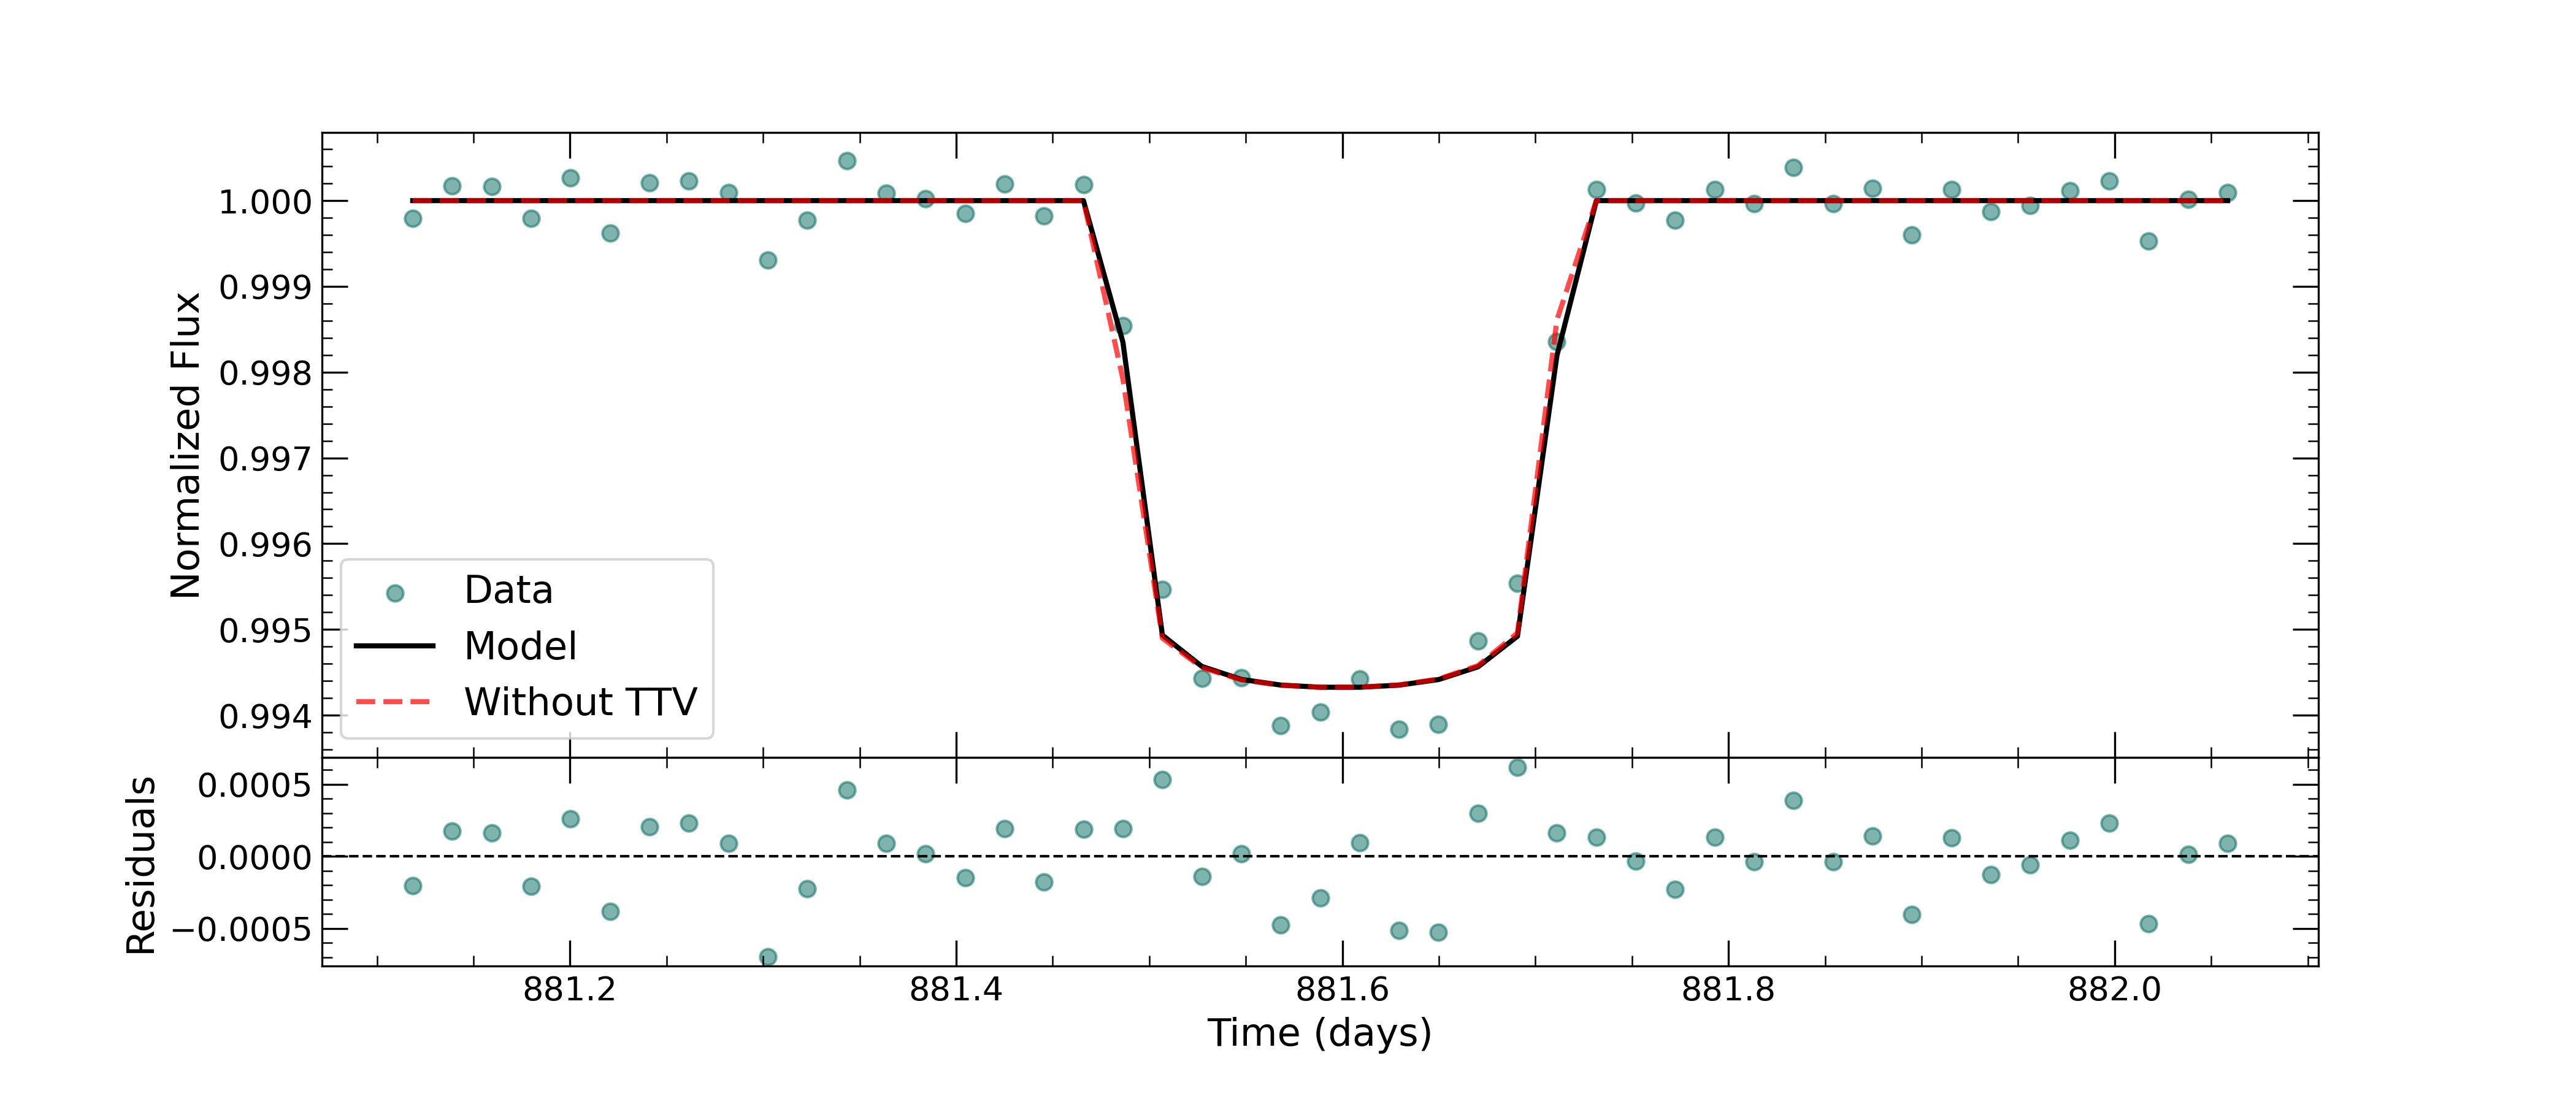 Normalized Flux
1.000
0.999
0.998
0.997
0.996
0.995
0.994
Data
Model
Without TTV
Residuals
0.0005
0.0000
−0.0005
881.2
881.4
881.6
881.8
882.0
Time (days)